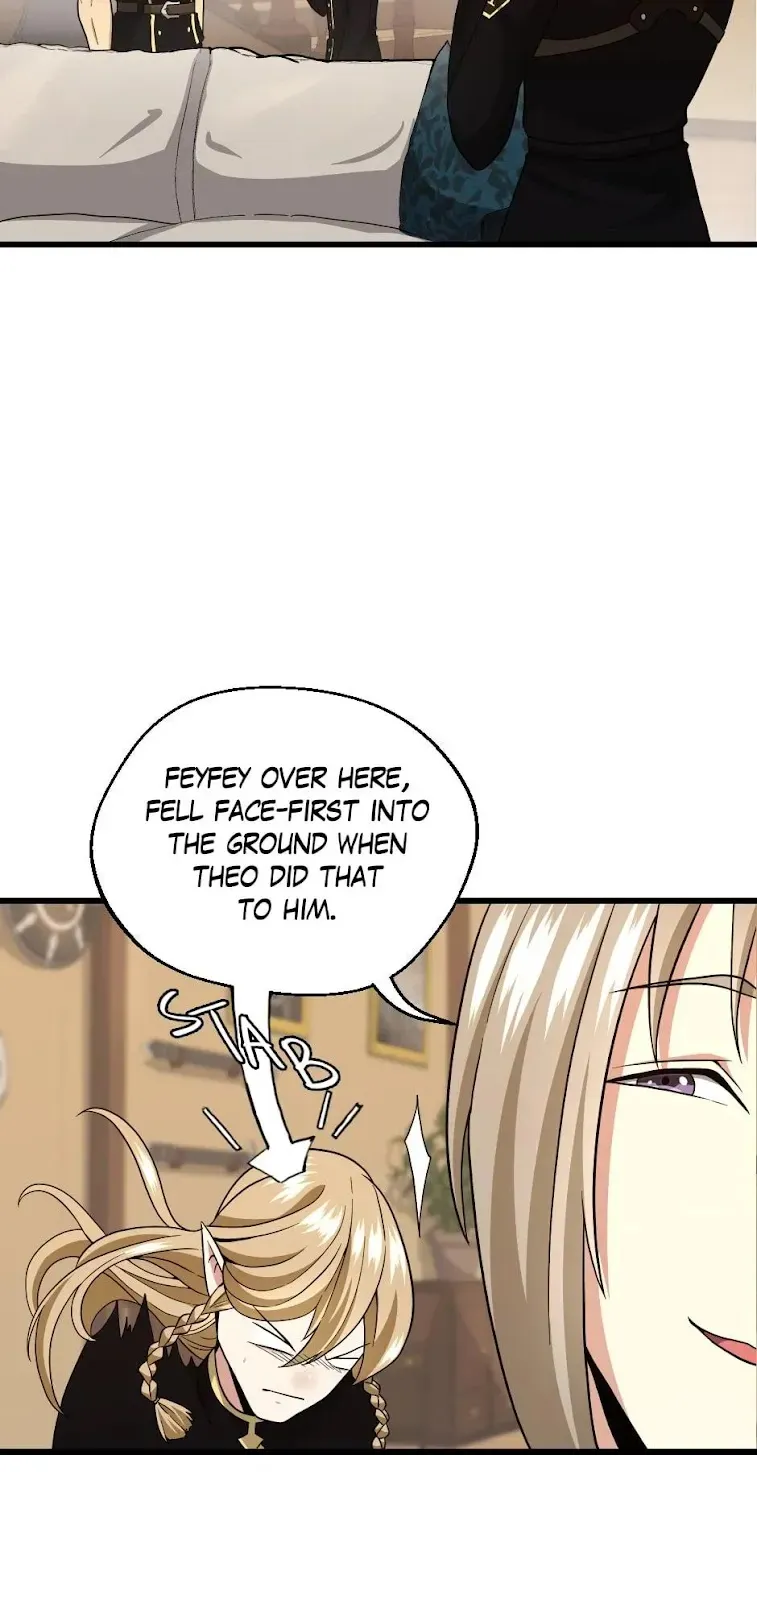 FEYFEY OVER HERE,
FELL FACE-FIRST INTO
THE GROUND WHEN
THEO DID THAT
TO HIM.
STAB